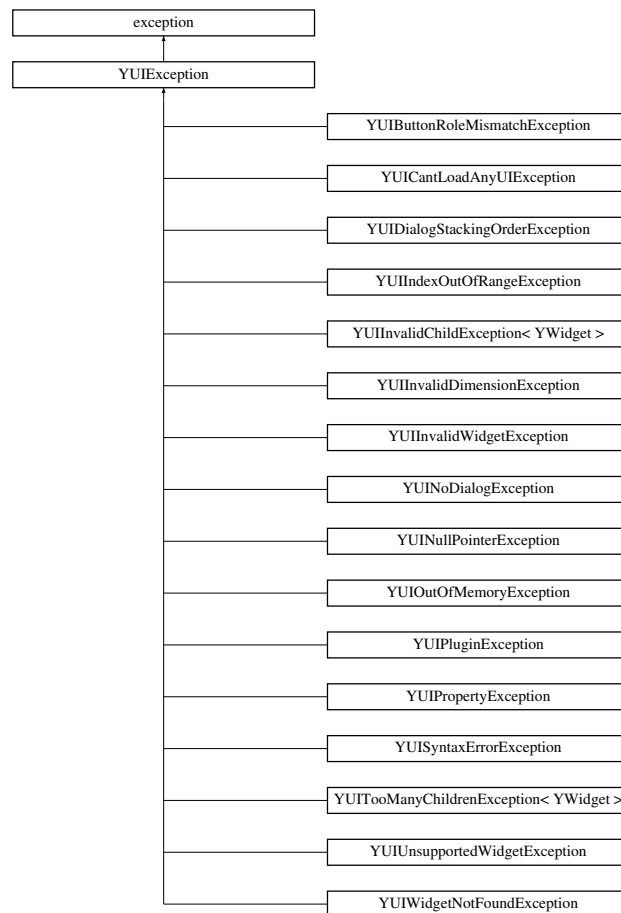 exception
YUIException
YUIButtonRoleMismatchException
YUICantLoadAnyUIException
YUIDialogStackingOrderException
YUIIndexOutOfRangeException
YUIInvalidChildException< YWidget >
YUIInvalidDimensionException
YUIInvalidWidgetException
YUINoDialogException
YUINullPointerException
YUIOutOfMemoryException
YUIPluginException
YUIPropertyException
YUISyntaxErrorException
YUITooManyChildrenException< YWidget >
YUIUnsupportedWidgetException
YUIWidgetNotFoundException